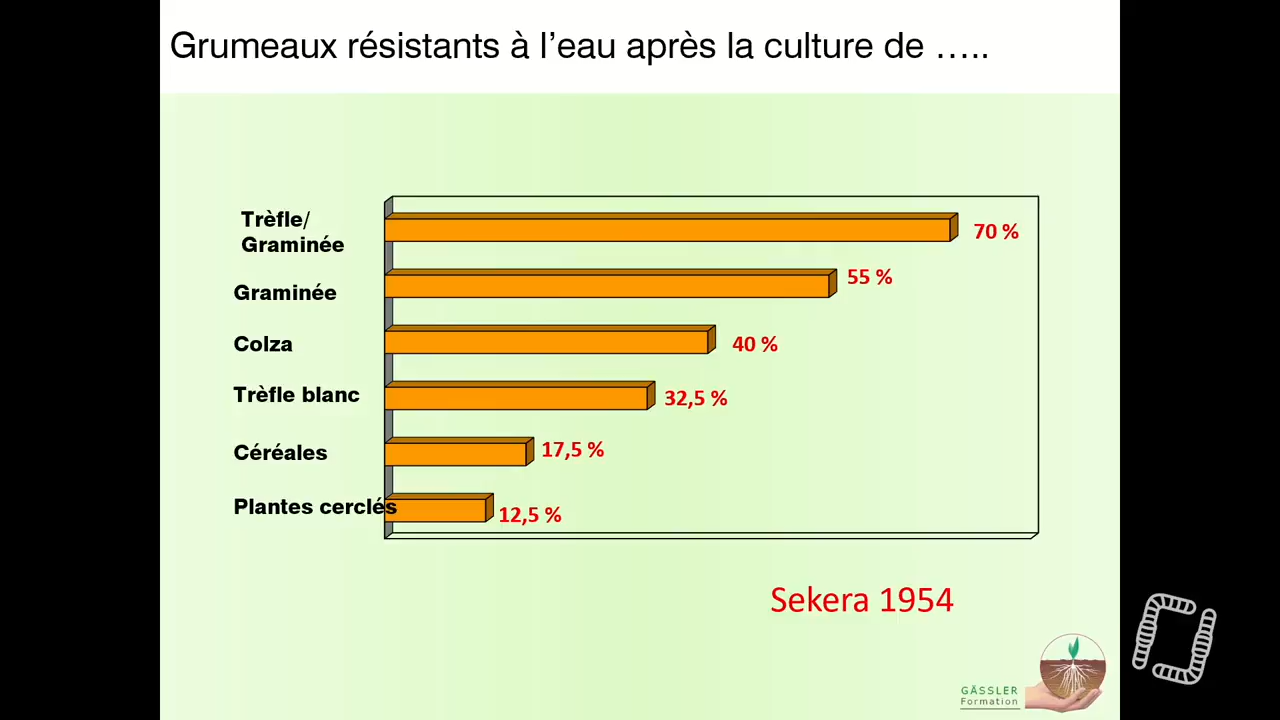 Grumeaux résistants à l’eau après la culture de …..
Trèfle/
Graminée
70 %
Graminée
55 %
Colza
40 %
Trèfle blanc
32,5 %
Céréales
17,5 %
Plantes cerclés
12,5 %
Sekera 1954
GÄSSLER
Formation